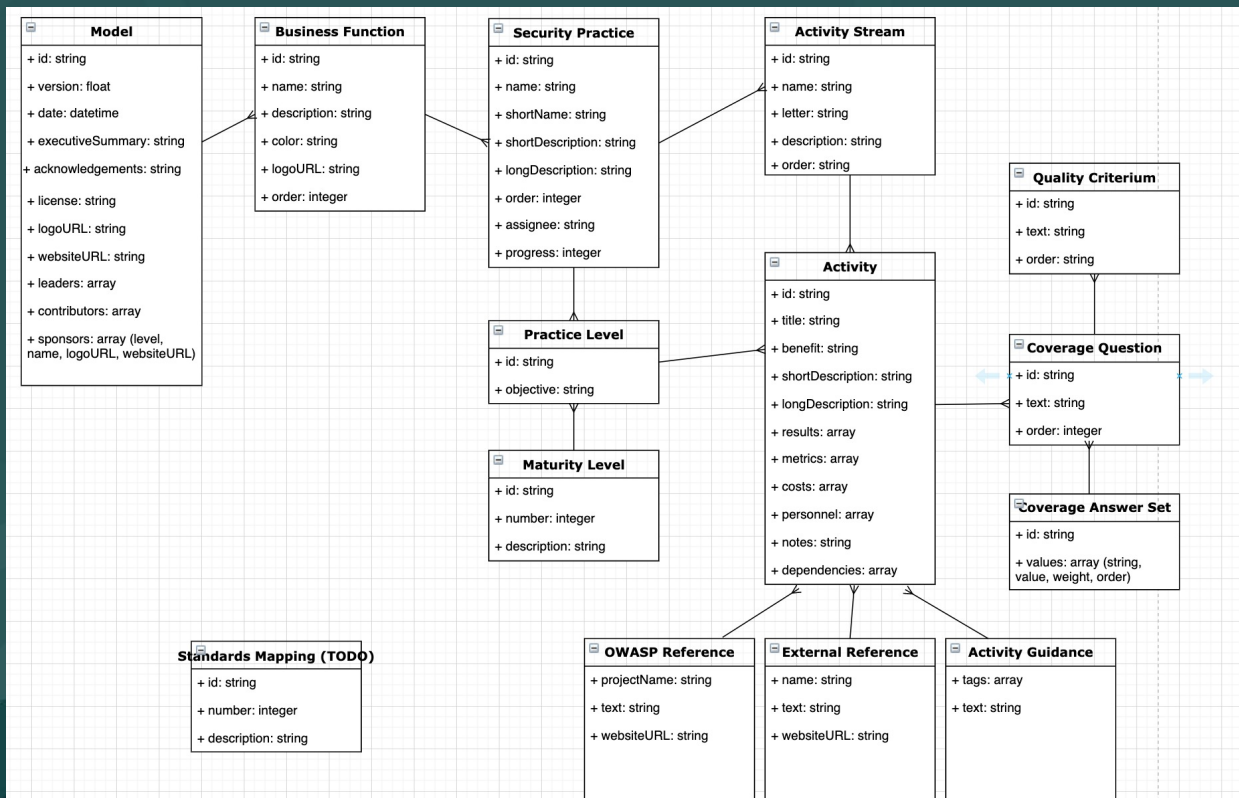 Model
+ id: string
+ version: float
+ date: datetime
+ executiveSummary: string
+ acknowledgements: string
+ license: string
+ logoURL: string
+ websiteURL: string
+ leaders: array
+ contributors: array
+ sponsors: array (level,
name, logoURL, websiteURL)
Business Function
+ id: string
+ name: string
+ description: string
+ color: string
+ logoURL: string
+ order: integer
Security Practice
+ id: string
+ name: string
+ shortName: string
+ shortDescription: string
+ longDescription: string
+ order: integer
+ assignee: string
+ progress: integer
Activity Stream
+ id: string
+ name: string
+ letter: string
+ description: string
+ order: string
Quality Criterium
+ id: string
+ text: string
+ order: string
Activity
+ id: string
+ title: string
+ benefit: string
+ shortDescription: string
+ longDescription: string
+ results: array
+ metrics: array
+ costs: array
+ personnel: array
+ notes: string
+ dependencies: array
Practice Level
+ id: string
+ objective: string
Coverage Question
+ id: string
+ text: string
+ order: integer
Maturity Level
+ id: string
+ number: integer
+ description: string
Coverage Answer Set
+ id: string
+ values: array (string,
value, weight, order)
Standards Mapping (TODO)
+ id: string
+ number: integer
+ description: string
OWASP Reference
+ projectName: string
+ text: string
+ websiteURL: string
External Reference
+ name: string
+ text: string
+ websiteURL: string
Activity Guidance
+ tags: array
+ text: string